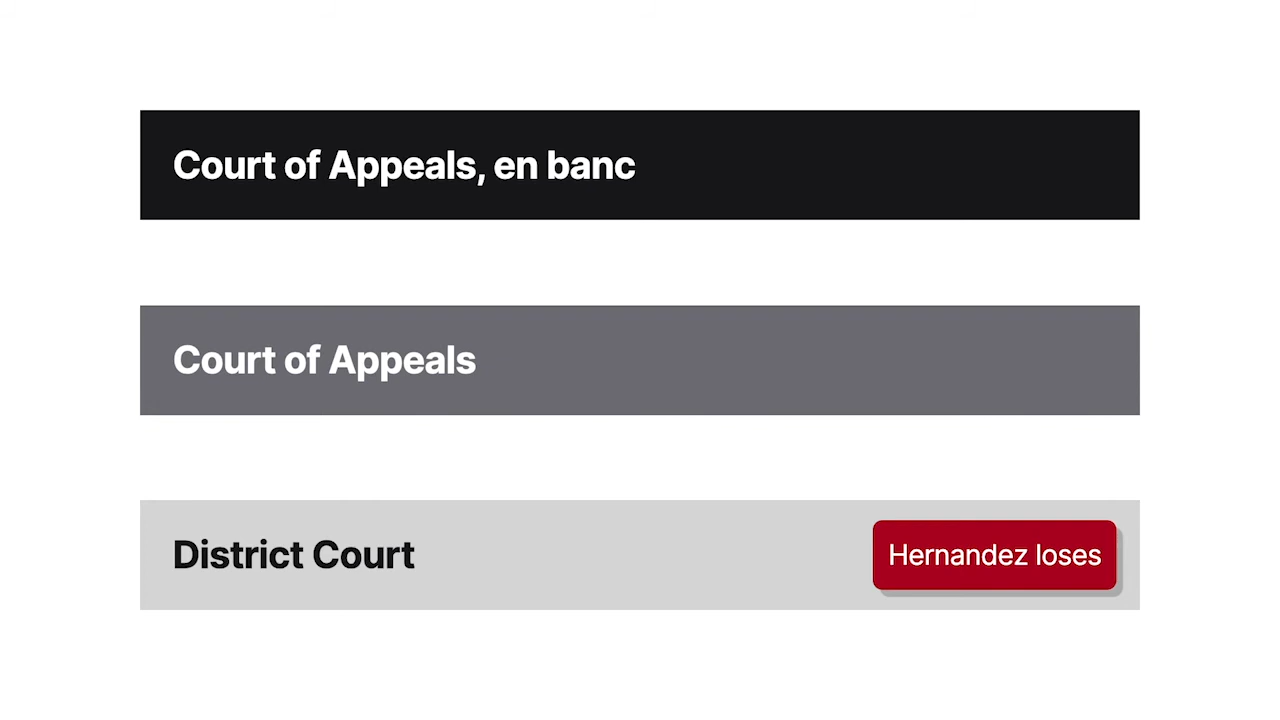 Court of Appeals, en banc
Court of Appeals
District Court
Hernandez loses